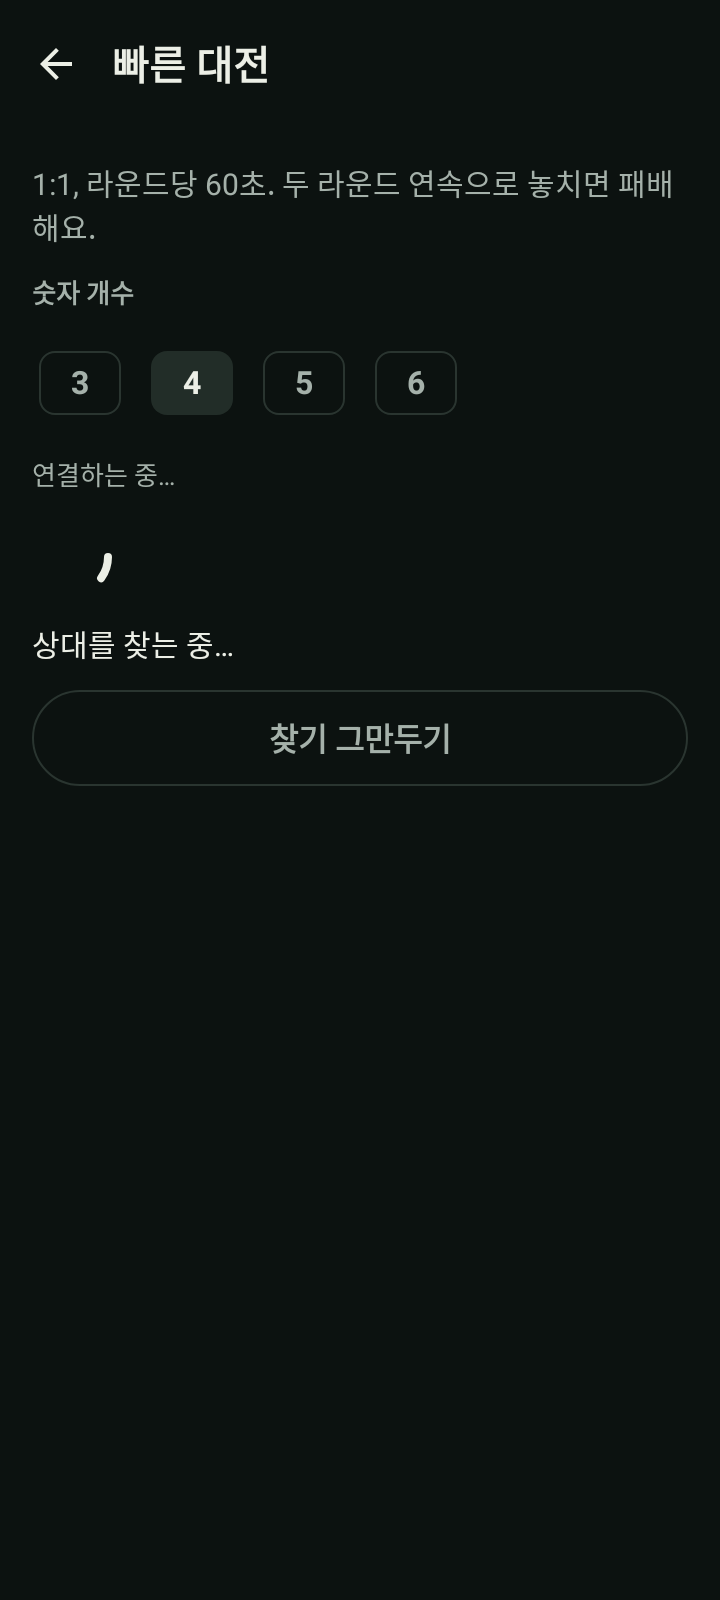 빠른 대전
1:1, 라운드당 60초. 두 라운드 연속으로 놓치면 패배
해요.
숫자 개수
3 4 5 6
연결하는 중…
상대를 찾는 중…
찾기 그만두기